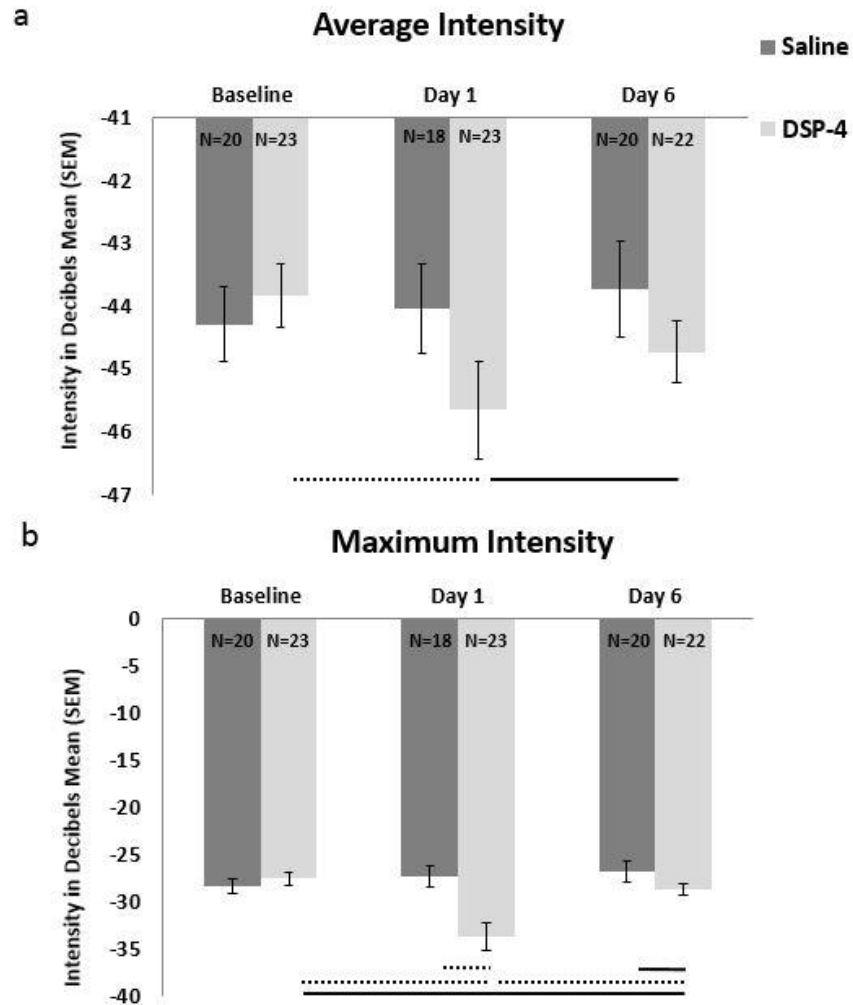 a
Average Intensity
Saline
DSP-4
Baseline Day 1 Day 6
N=20 N=23 N=18 N=23 N=20 N=22
-41
-42
-43
-44
-45
-46
-47
Intensity in Decibels Mean (SEM)
b
Maximum Intensity
Baseline Day 1 Day 6
N=20 N=23 N=18 N=23 N=20 N=22
0
-5
-10
-15
-20
-25
-30
-35
-40
Intensity in Decibels Mean (SEM)